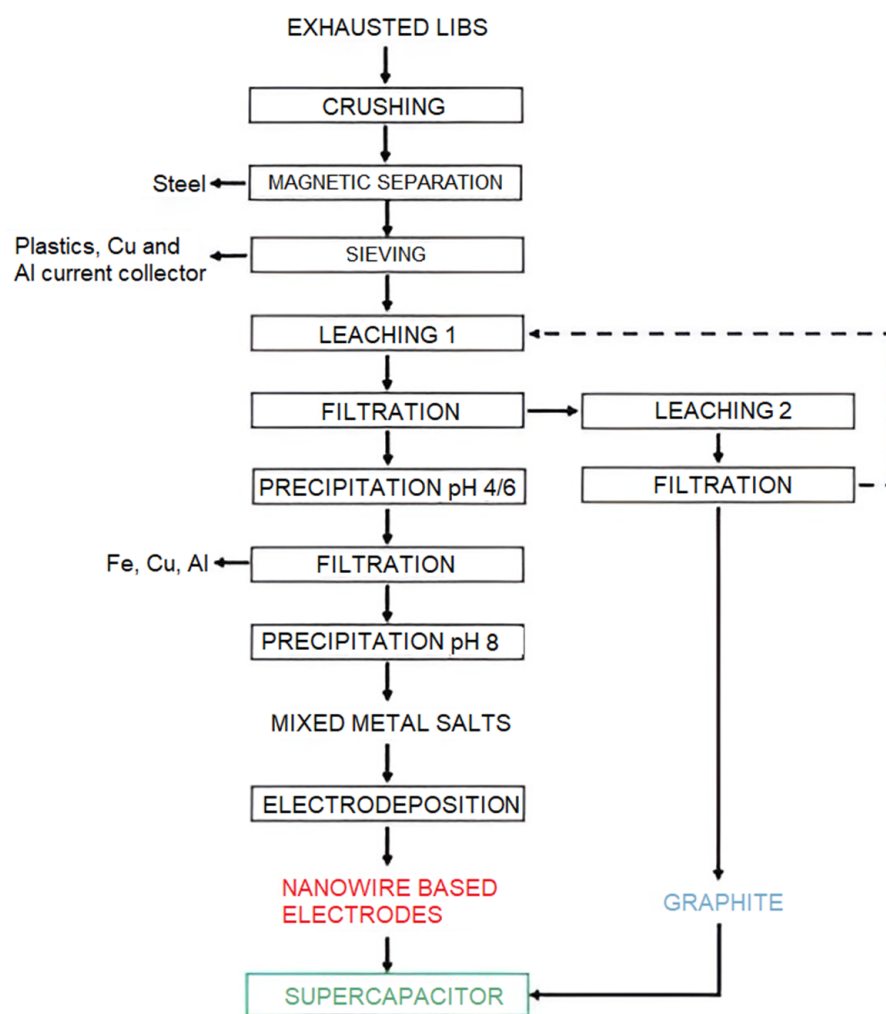 EXHAUSTED LIBS
CRUSHING
Steel
MAGNETIC SEPARATION
Plastics, Cu and
Al current collector
SIEVING
LEACHING 1
FILTRATION
LEACHING 2
PRECIPITATION pH 4/6
FILTRATION
Fe, Cu, Al
FILTRATION
PRECIPITATION pH 8
MIXED METAL SALTS
ELECTRODEPOSITION
NANOWIRE BASED
ELECTRODES
GRAPHITE
SUPERCAPACITOR